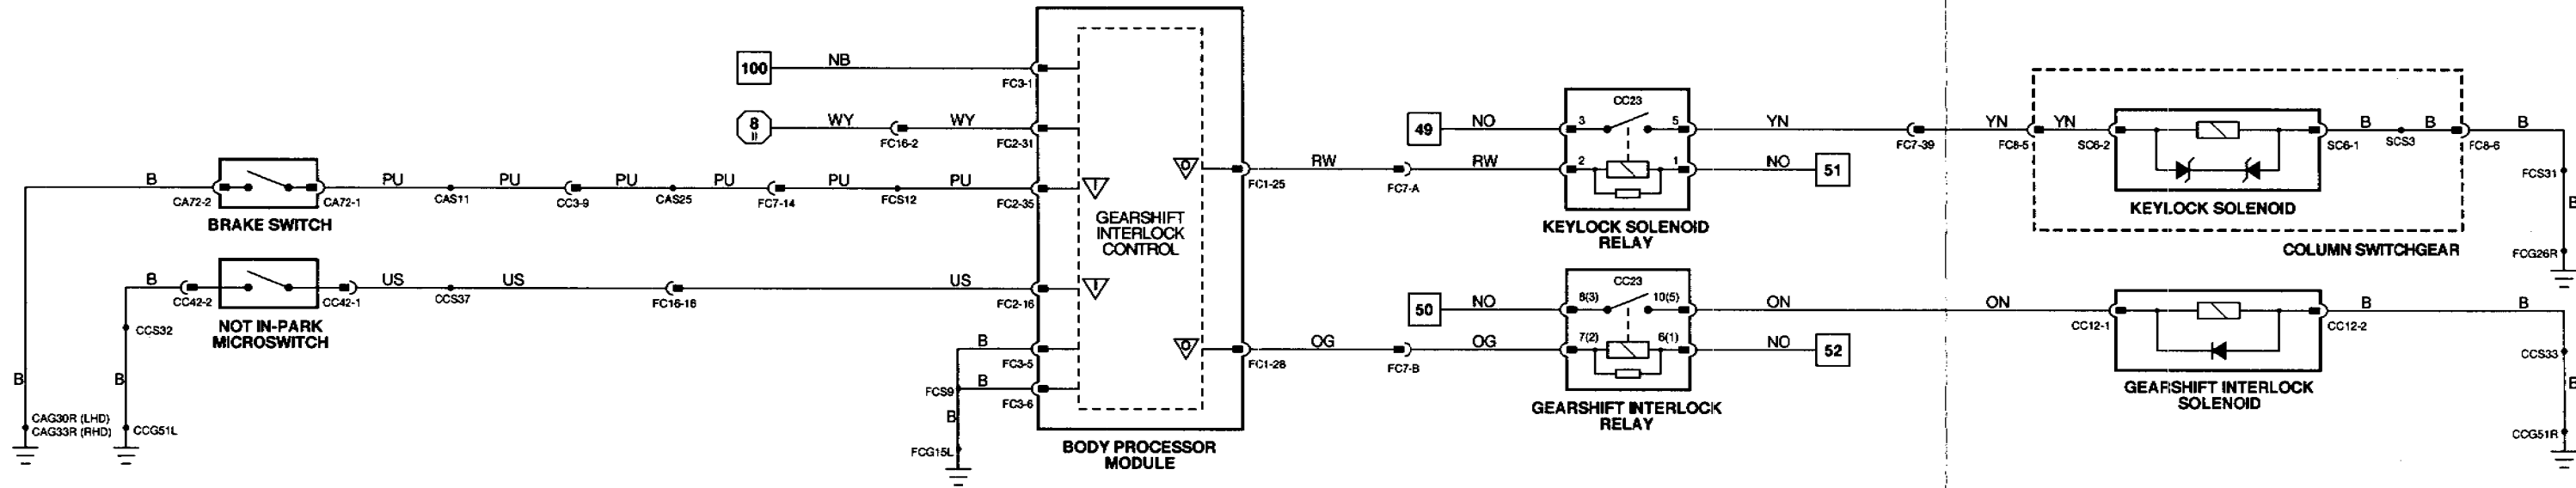 100
NB
FC3-1
8
II
WY
FC16-2
WY
FC2-31
B
CA72-2
CA72-1
BRAKE SWITCH
PU
CAS11
PU
CC3-9
PU
CAS25
PU
FC7-14
PU
FCS12
PU
FC2-35
I
GEARSHIFT
INTERLOCK
CONTROL
B
CC42-2
CC42-1
NOT IN-PARK
MICROSWITCH
US
CCS37
US
FC16-16
US
FC2-16
I
CCS32
B
B
CAG30R (LHD)
CAG33R (RHD)
CCG51L
B
FC3-5
FCS9
B
FC3-6
B
FCG15L
BODY PROCESSOR
MODULE
O
FC1-25
RW
FC7-A
RW
49
NO
CC23
3
5
2
1
KEYLOCK SOLENOID
RELAY
YN
NO
51
FC7-39
YN
FC8-5
YN
SC6-2
KEYLOCK SOLENOID
SC6-1
B
SCS3
B
FC8-6
B
COLUMN SWITCHGEAR
FCS31
B
FCG26R
O
FC1-28
OG
FC7-B
OG
50
NO
CC23
8(3)
10(5)
7(2)
6(1)
GEARSHIFT INTERLOCK
RELAY
ON
NO
52
ON
CC12-1
GEARSHIFT INTERLOCK
SOLENOID
CC12-2
B
B
CCS33
B
CCG51R